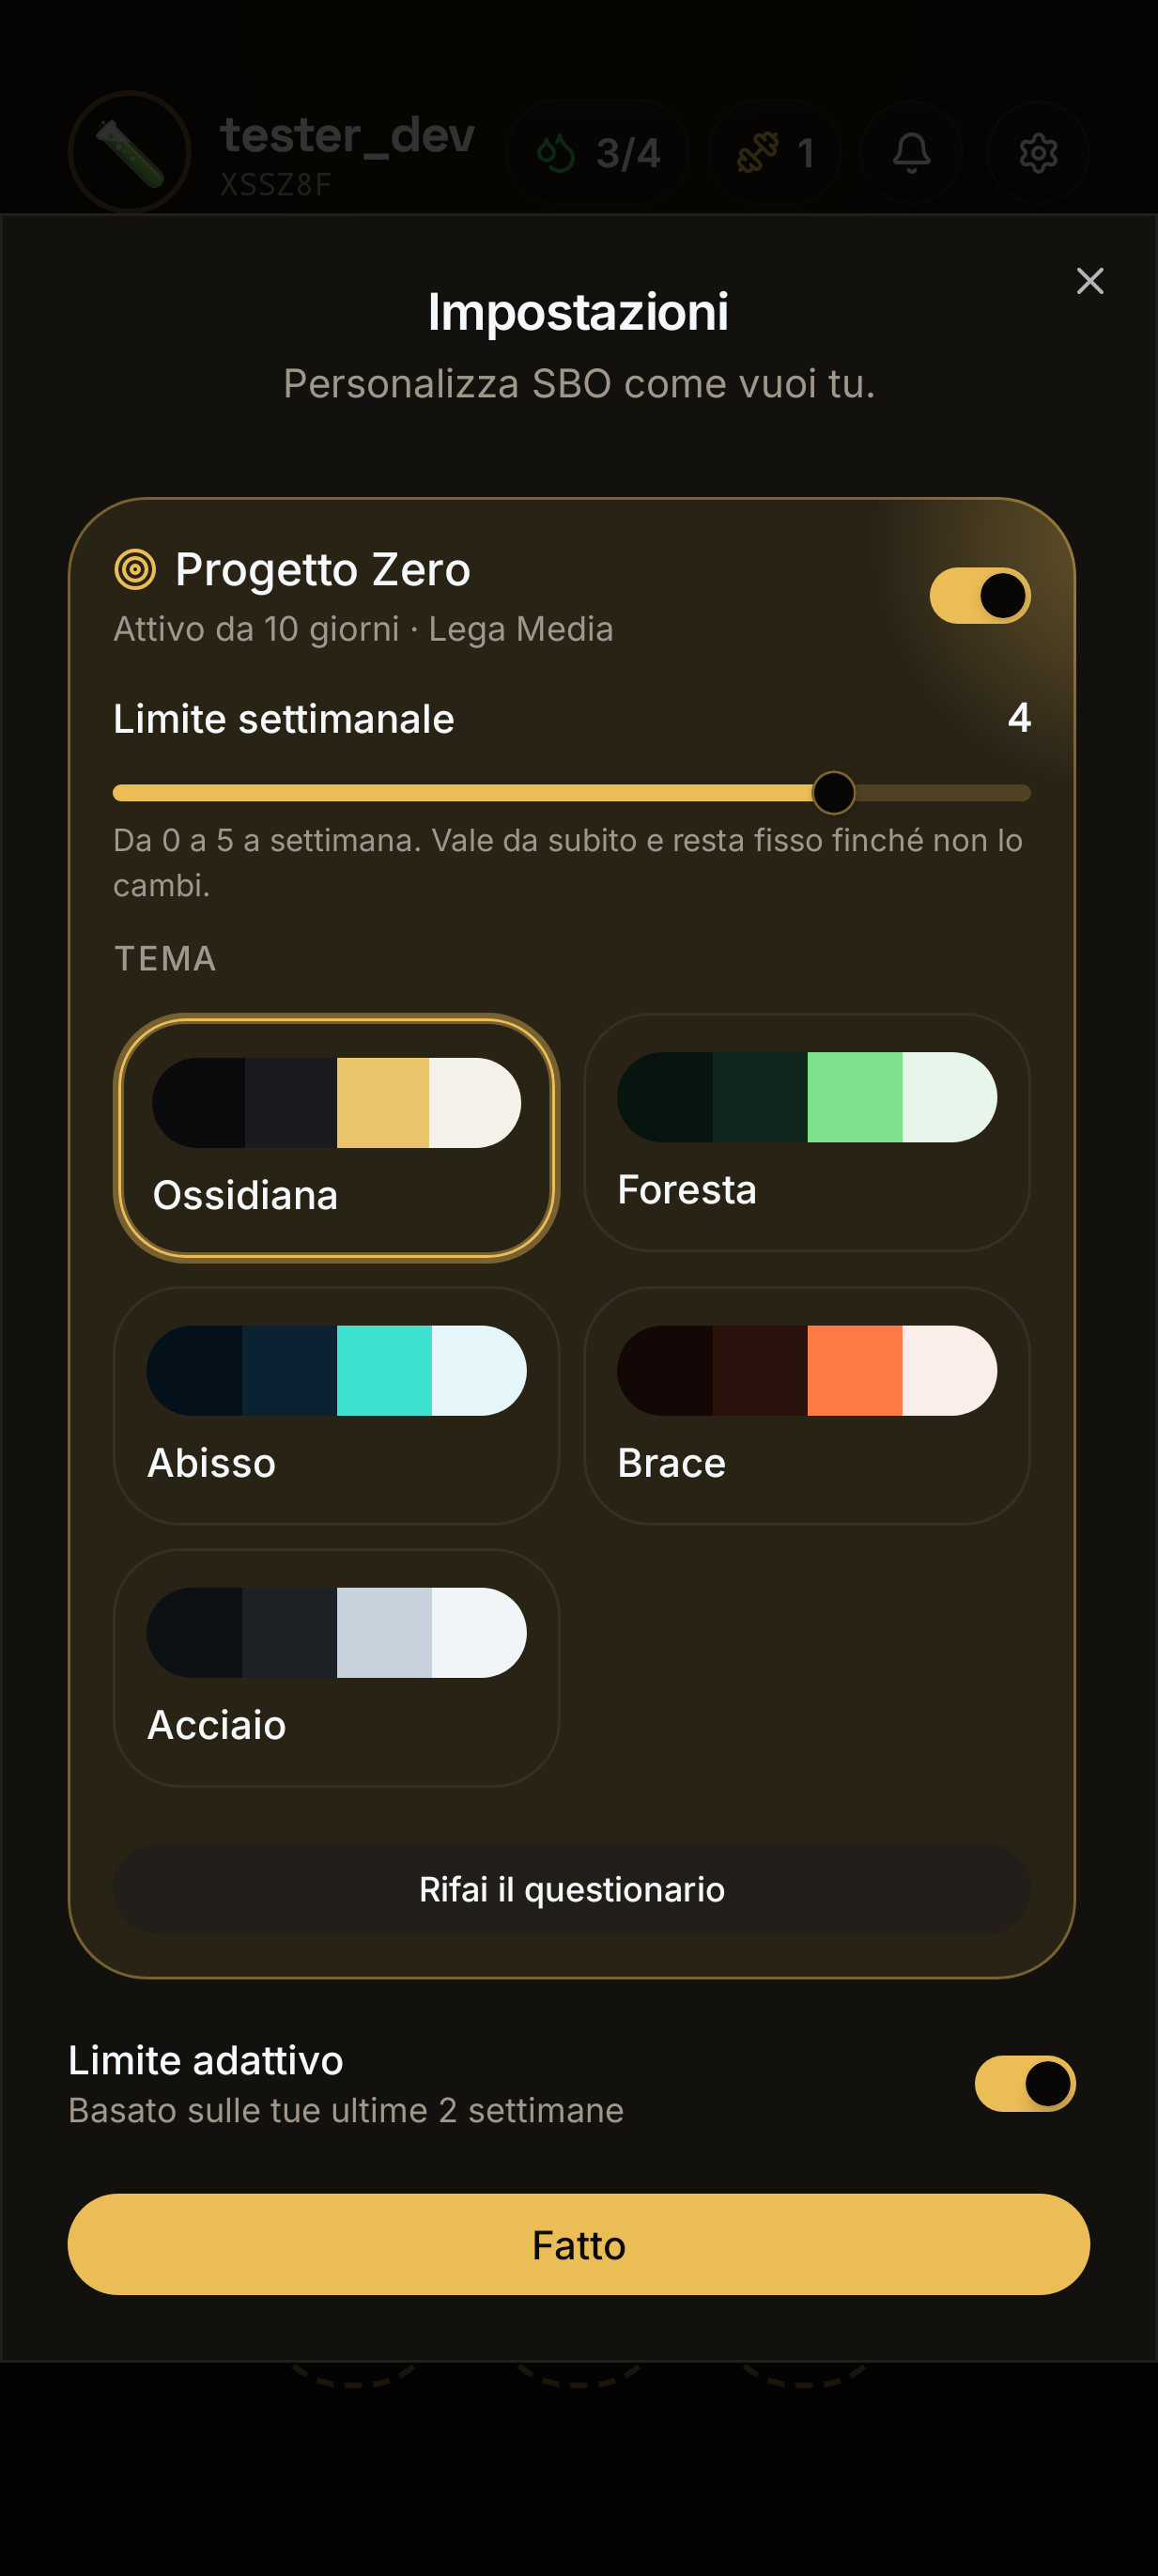 tester_dev
XSSZ8F
3/4
1
Impostazioni
Personalizza SBO come vuoi tu.
Progetto Zero
Attivo da 10 giorni · Lega Media
Limite settimanale
4
Da 0 a 5 a settimana. Vale da subito e resta fisso finché non lo
cambi.
TEMA
Ossidiana
Foresta
Abisso
Brace
Acciaio
Rifai il questionario
Limite adattivo
Basato sulle tue ultime 2 settimane
Fatto